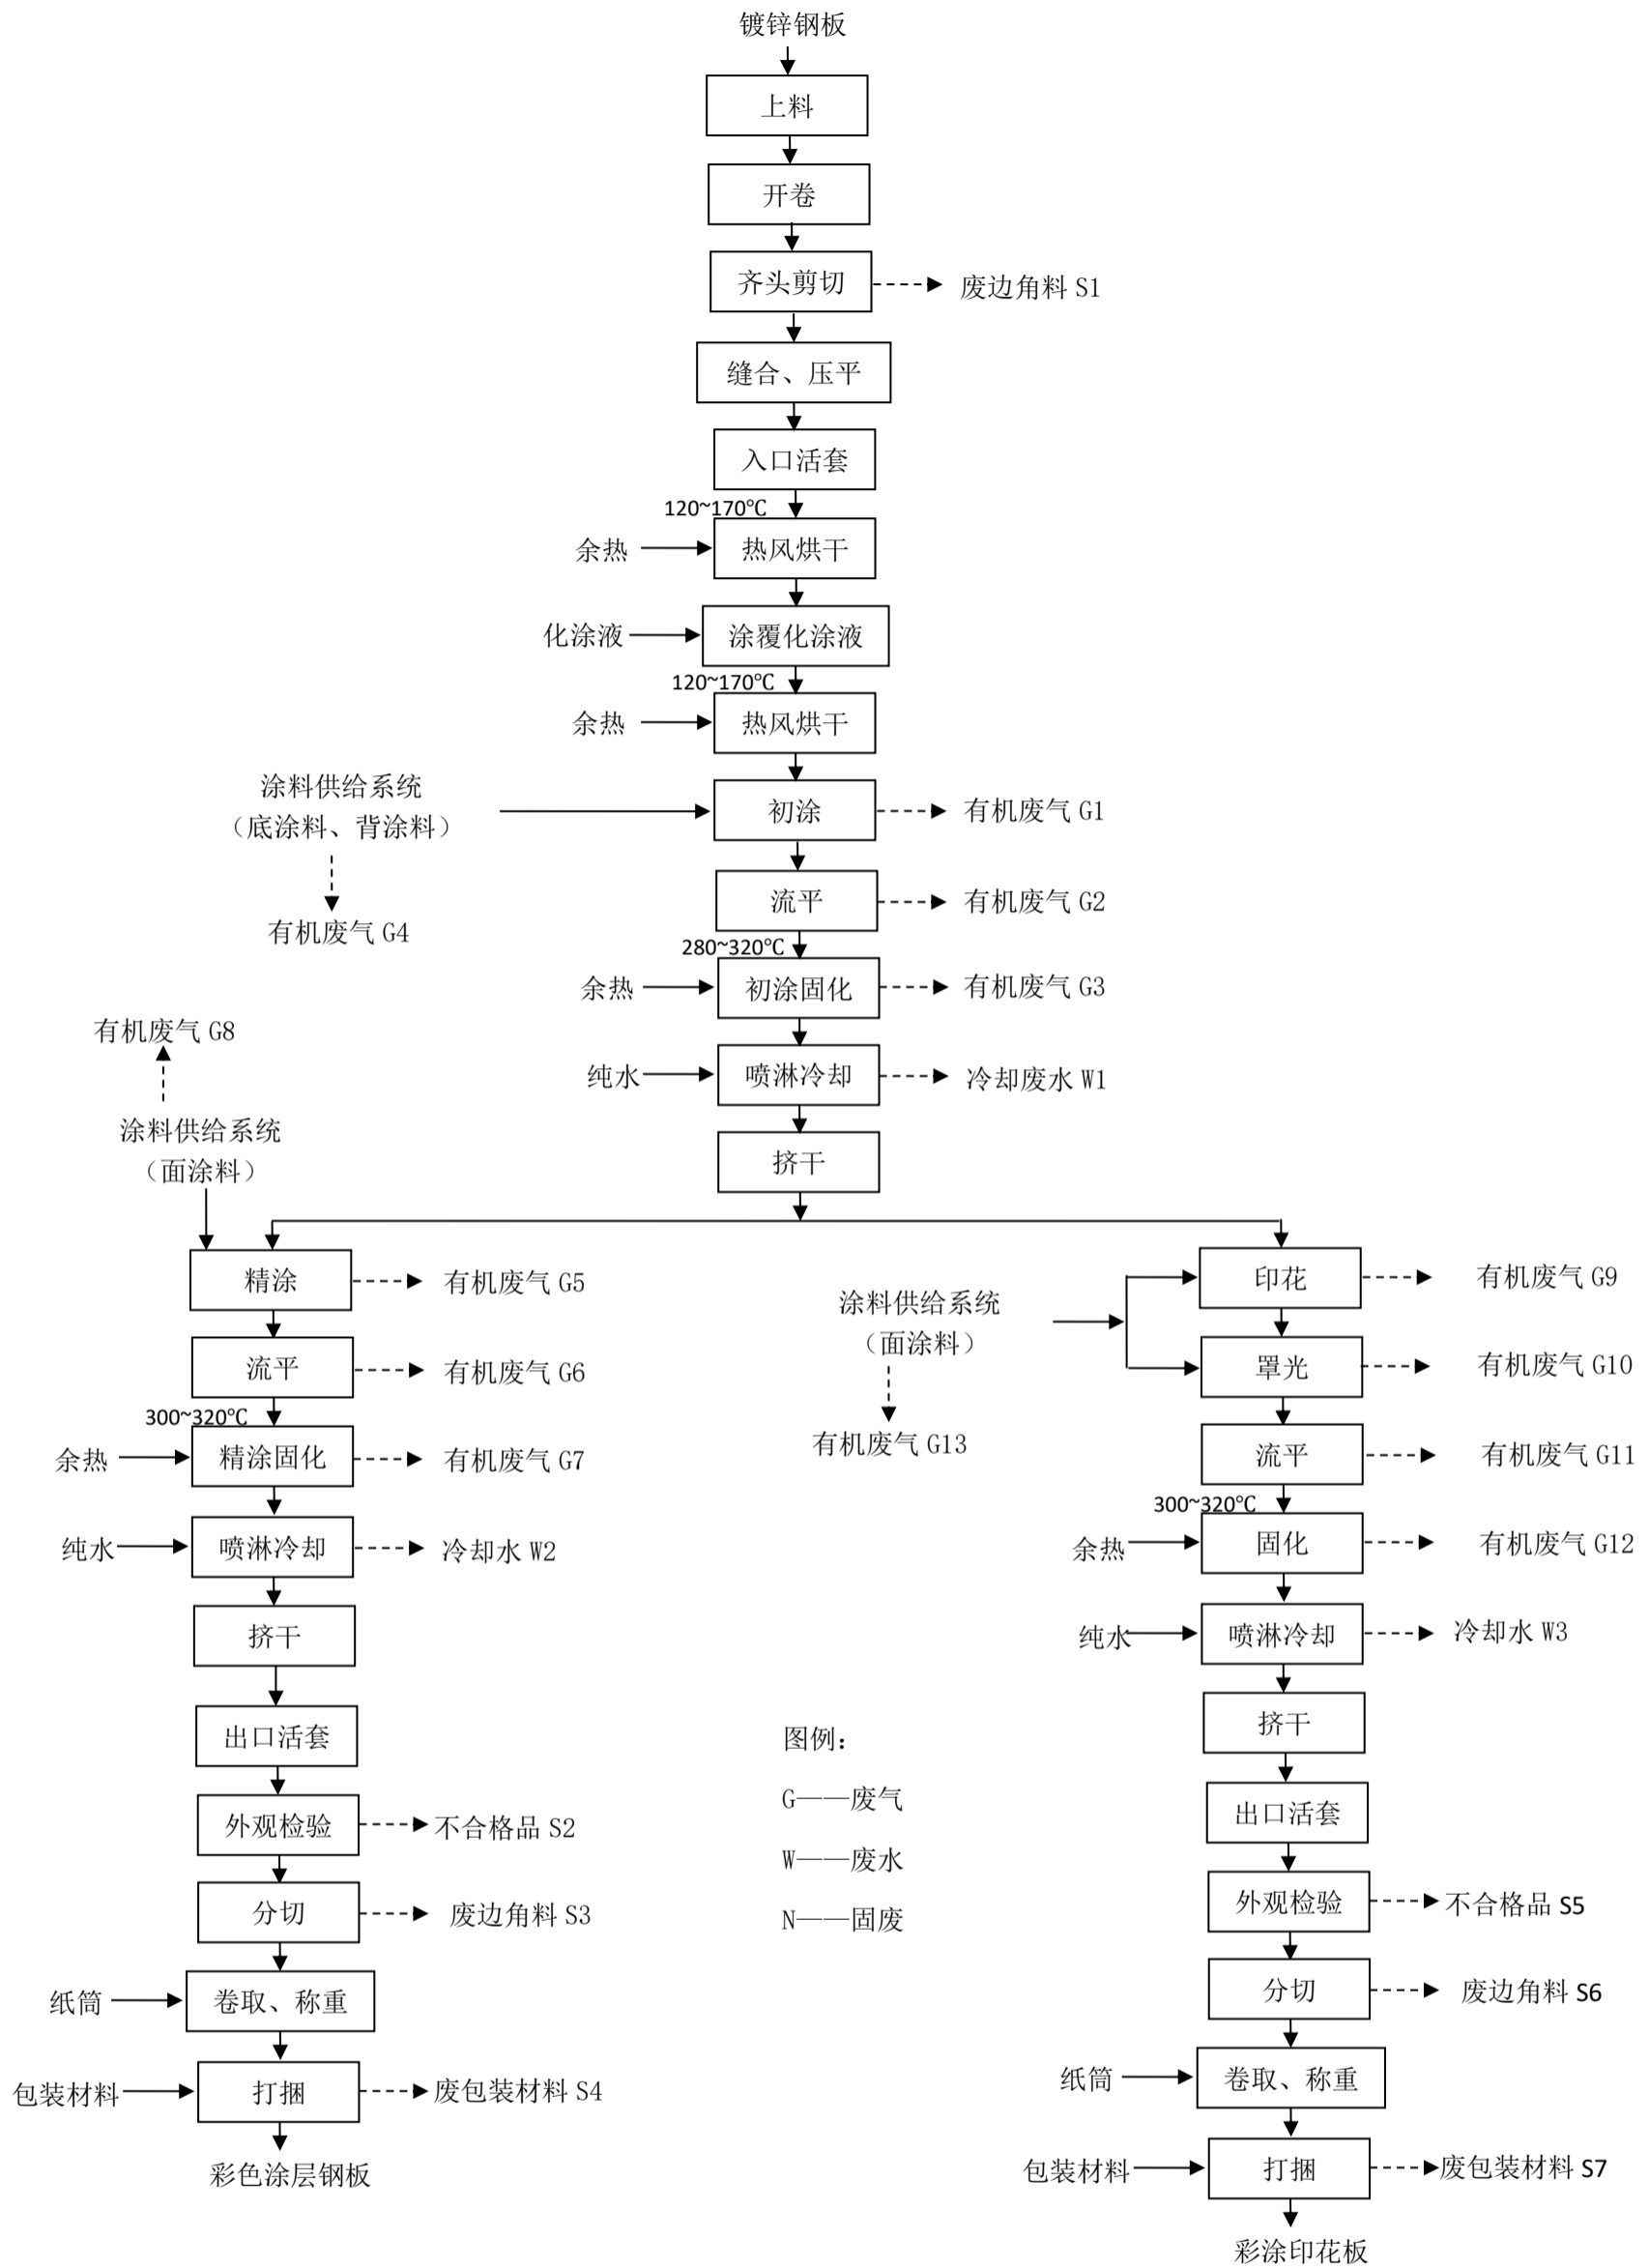 镀锌钢板
上料
开卷
齐头剪切
废边角料 S1
缝合、压平
入口活套
120~170℃
余热
热风烘干
化涂液
涂覆化涂液
120~170℃
余热
热风烘干
涂料供给系统
（底涂料、背涂料）
初涂
有机废气 G1
有机废气 G4
流平
有机废气 G2
280~320℃
余热
初涂固化
有机废气 G3
纯水
喷淋冷却
冷却废水 W1
挤干
有机废气 G8
涂料供给系统
（面涂料）
精涂
有机废气 G5
流平
有机废气 G6
300~320℃
余热
精涂固化
有机废气 G7
纯水
喷淋冷却
冷却水 W2
挤干
出口活套
外观检验
不合格品 S2
分切
废边角料 S3
纸筒
卷取、称重
包装材料
打捆
废包装材料 S4
彩色涂层钢板
涂料供给系统
（面涂料）
有机废气 G13
印花
有机废气 G9
罩光
有机废气 G10
流平
有机废气 G11
300~320℃
余热
固化
有机废气 G12
纯水
喷淋冷却
冷却水 W3
挤干
出口活套
外观检验
不合格品 S5
分切
废边角料 S6
纸筒
卷取、称重
包装材料
打捆
废包装材料 S7
彩涂印花板
图例：
G——废气
W——废水
N——固废